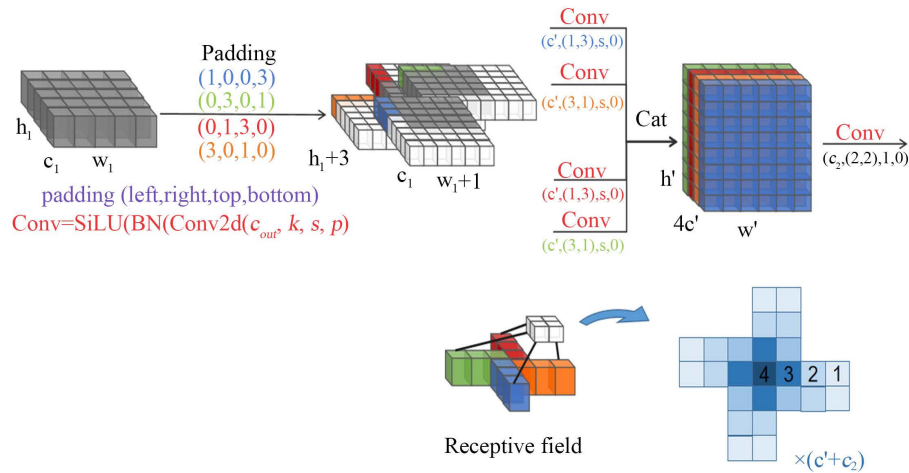 Padding
(1,0,0,3)
(0,3,0,1)
(0,1,3,0)
(3,0,1,0)
h₁
c₁
w₁
h₁+3
c₁
w₁+1
padding (left,right,top,bottom)
Conv=SiLU(BN(Conv2d(c_out, k, s, p)
Conv
(c',(1,3),s,0)
Conv
(c',(3,1),s,0)
Conv
(c',(1,3),s,0)
Conv
(c',(3,1),s,0)
Cat
h'
4c'
w'
Conv
(c₂,(2,2),1,0)
Receptive field
4 3 2 1
×(c'+c₂)